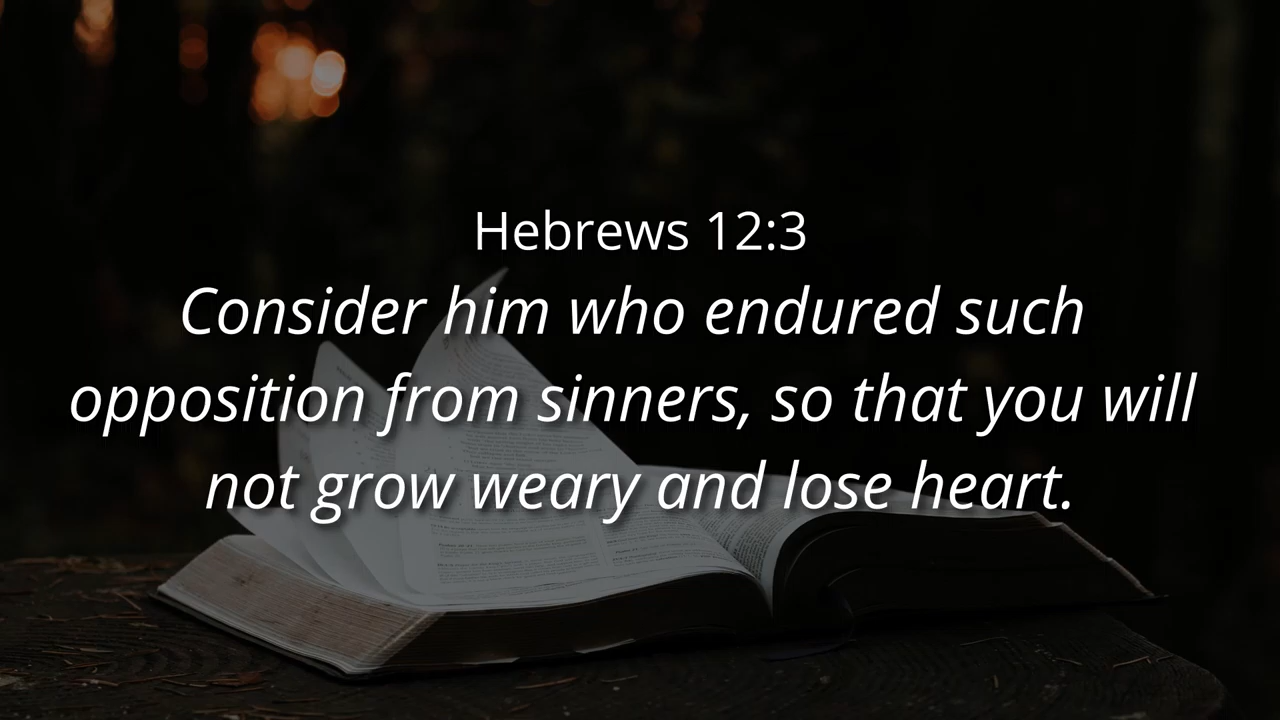 Hebrews 12:3
Consider him who endured such
opposition from sinners, so that you will
not grow weary and lose heart.